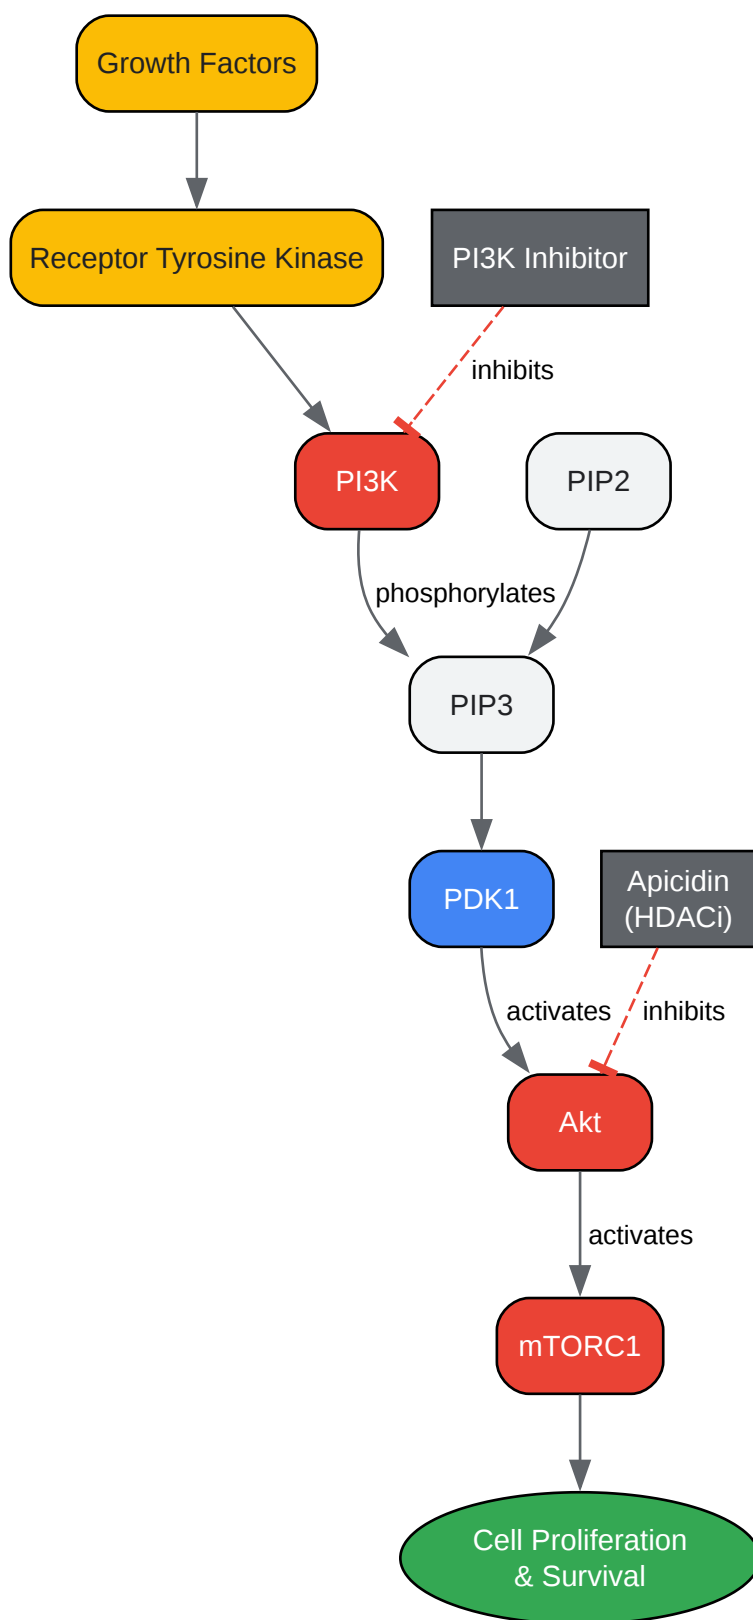 Growth Factors
Receptor Tyrosine Kinase
PI3K Inhibitor
inhibits
PI3K
PIP2
phosphorylates
PIP3
PDK1
Apicidin
(HDACi)
activates
inhibits
Akt
activates
mTORC1
Cell Proliferation
& Survival